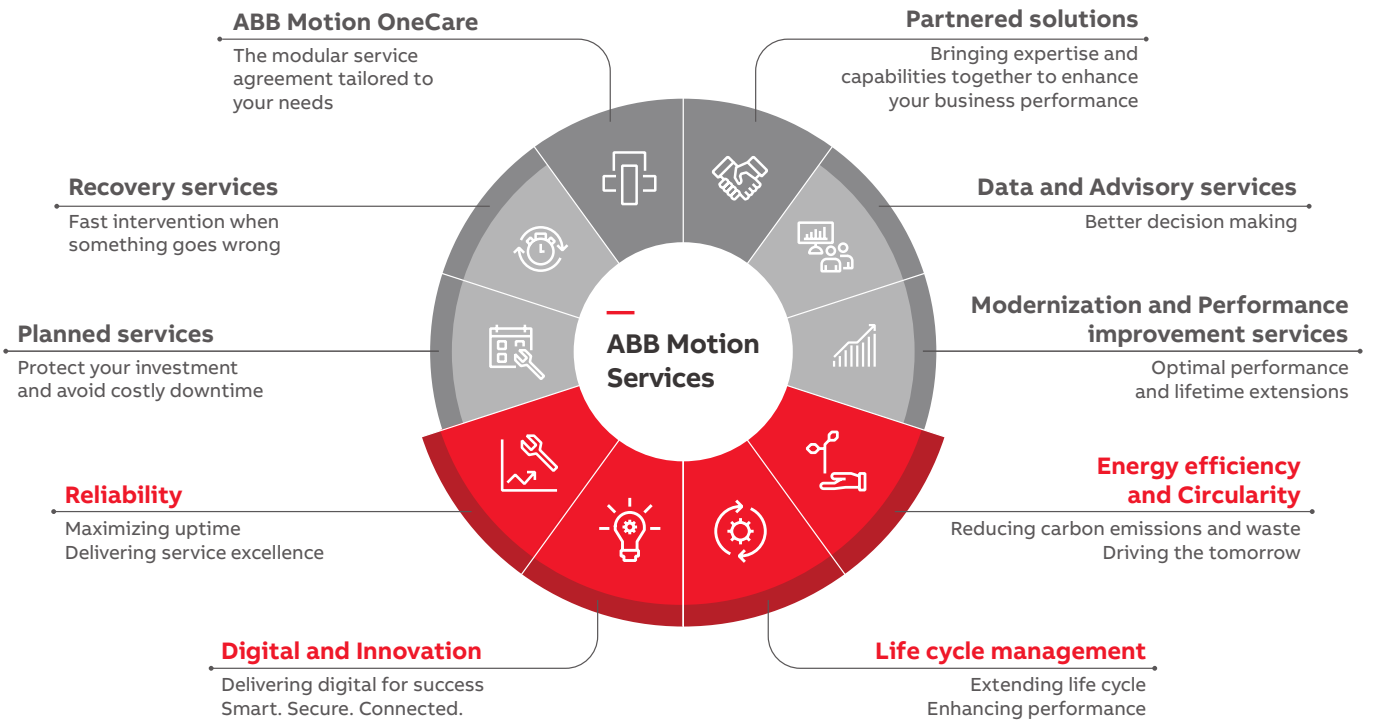 ABB Motion OneCare
The modular service
agreement tailored to
your needs
Partnered solutions
Bringing expertise and
capabilities together to enhance
your business performance
Recovery services
Fast intervention when
something goes wrong
Data and Advisory services
Better decision making
Planned services
Protect your investment
and avoid costly downtime
ABB Motion
Services
Modernization and Performance
improvement services
Optimal performance
and lifetime extensions
Reliability
Maximizing uptime
Delivering service excellence
Energy efficiency
and Circularity
Reducing carbon emissions and waste
Driving the tomorrow
Digital and Innovation
Delivering digital for success
Smart. Secure. Connected.
Life cycle management
Extending life cycle
Enhancing performance